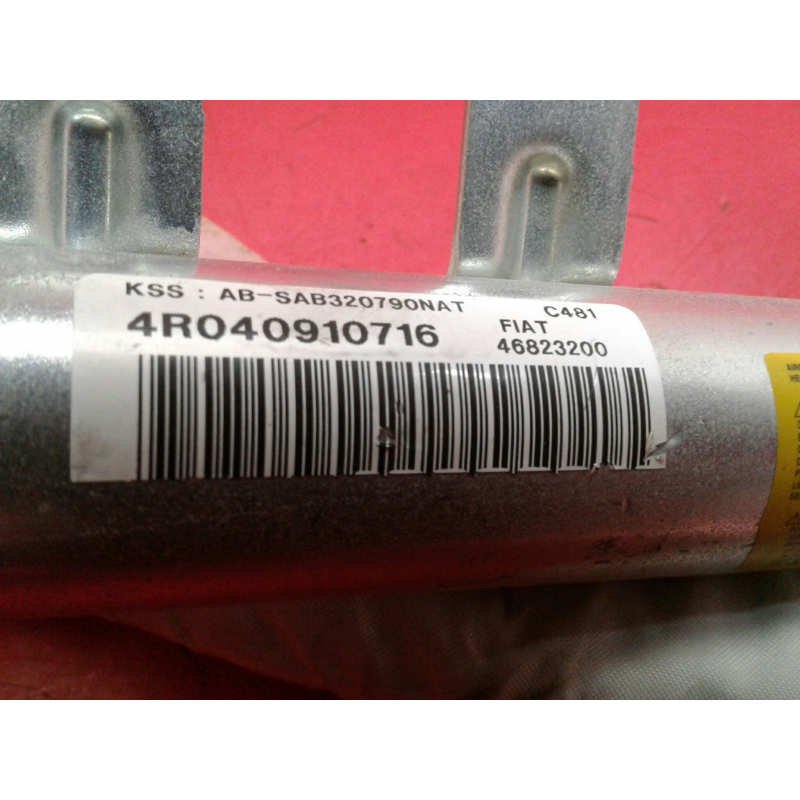 KSS : AB-SAB320790NAT C481
4R040910716 FIAT
46823200